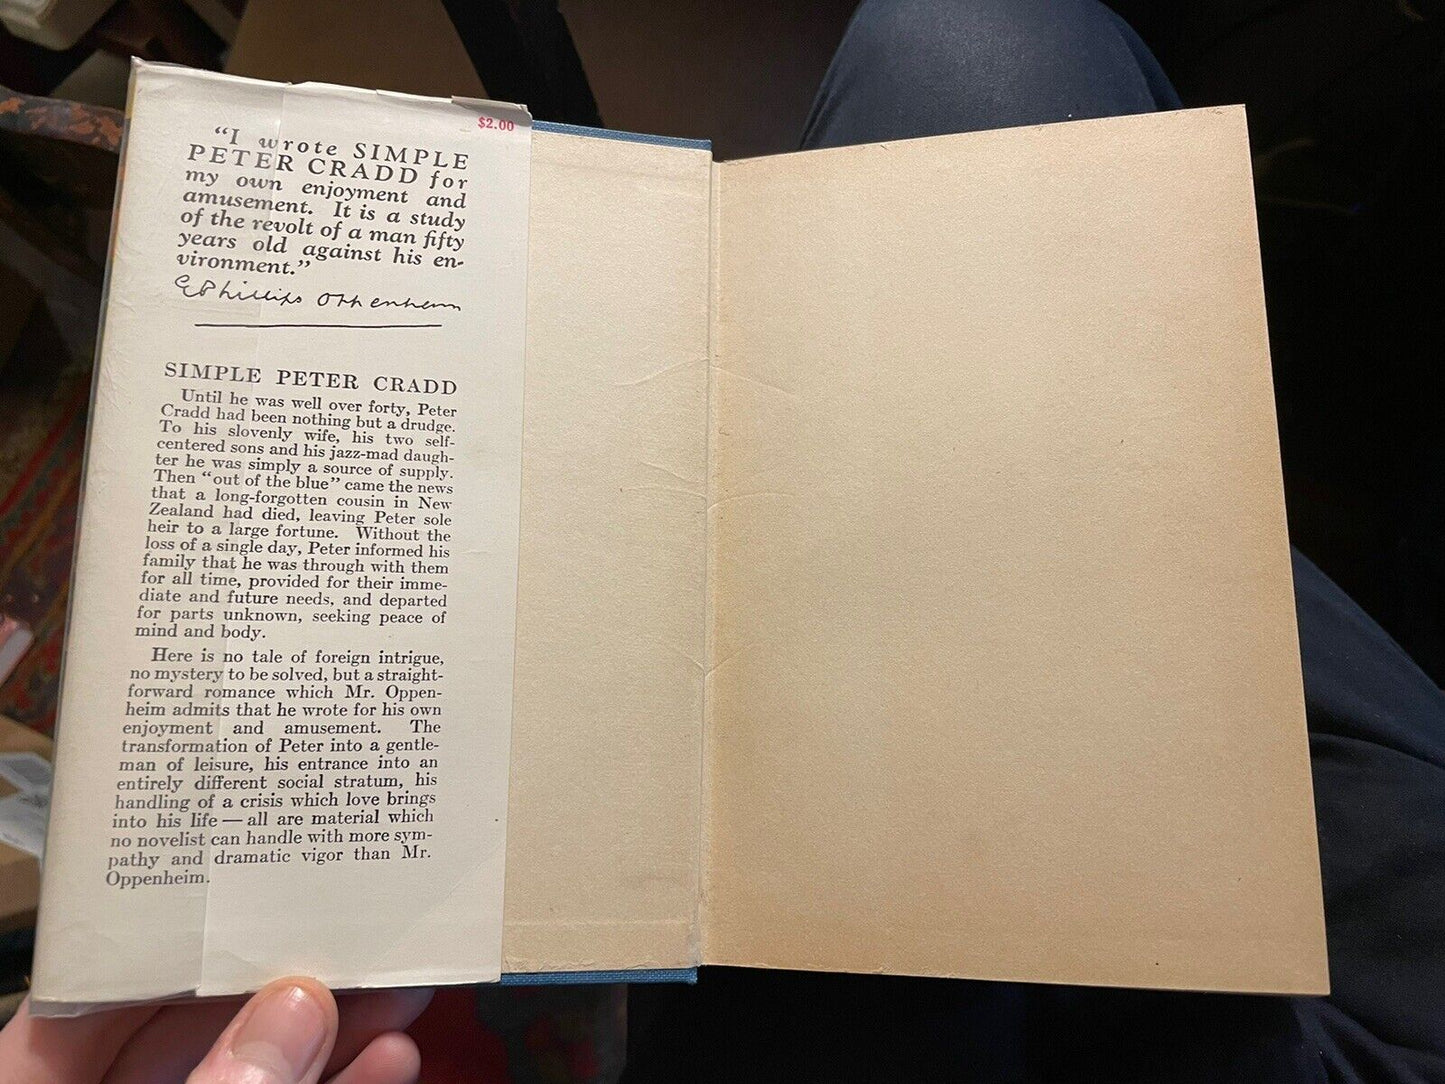 $2.00
"I wrote SIMPLE
PETER CRADD for
my own enjoyment and
amusement. It is a study
of the revolt of a man fifty
years old against his en-
vironment."
E Phillips Oppenheim
SIMPLE PETER CRADD
Until he was well over forty, Peter
Cradd had been nothing but a drudge.
To his slovenly wife, his two self-
centered sons and his jazz-mad daugh-
ter he was simply a source of supply.
Then "out of the blue" came the news
that a long-forgotten cousin in New
Zealand had died, leaving Peter sole
heir to a large fortune. Without the
loss of a single day, Peter informed his
family that he was through with them
for all time, provided for their imme-
diate and future needs, and departed
for parts unknown, seeking peace of
mind and body.
Here is no tale of foreign intrigue,
no mystery to be solved, but a straight-
forward romance which Mr. Oppen-
heim admits that he wrote for his own
enjoyment and amusement. The
transformation of Peter into a gentle-
man of leisure, his entrance into an
entirely different social stratum, his
handling of a crisis which love brings
into his life — all are material which
no novelist can handle with more sym-
pathy and dramatic vigor than Mr.
Oppenheim.